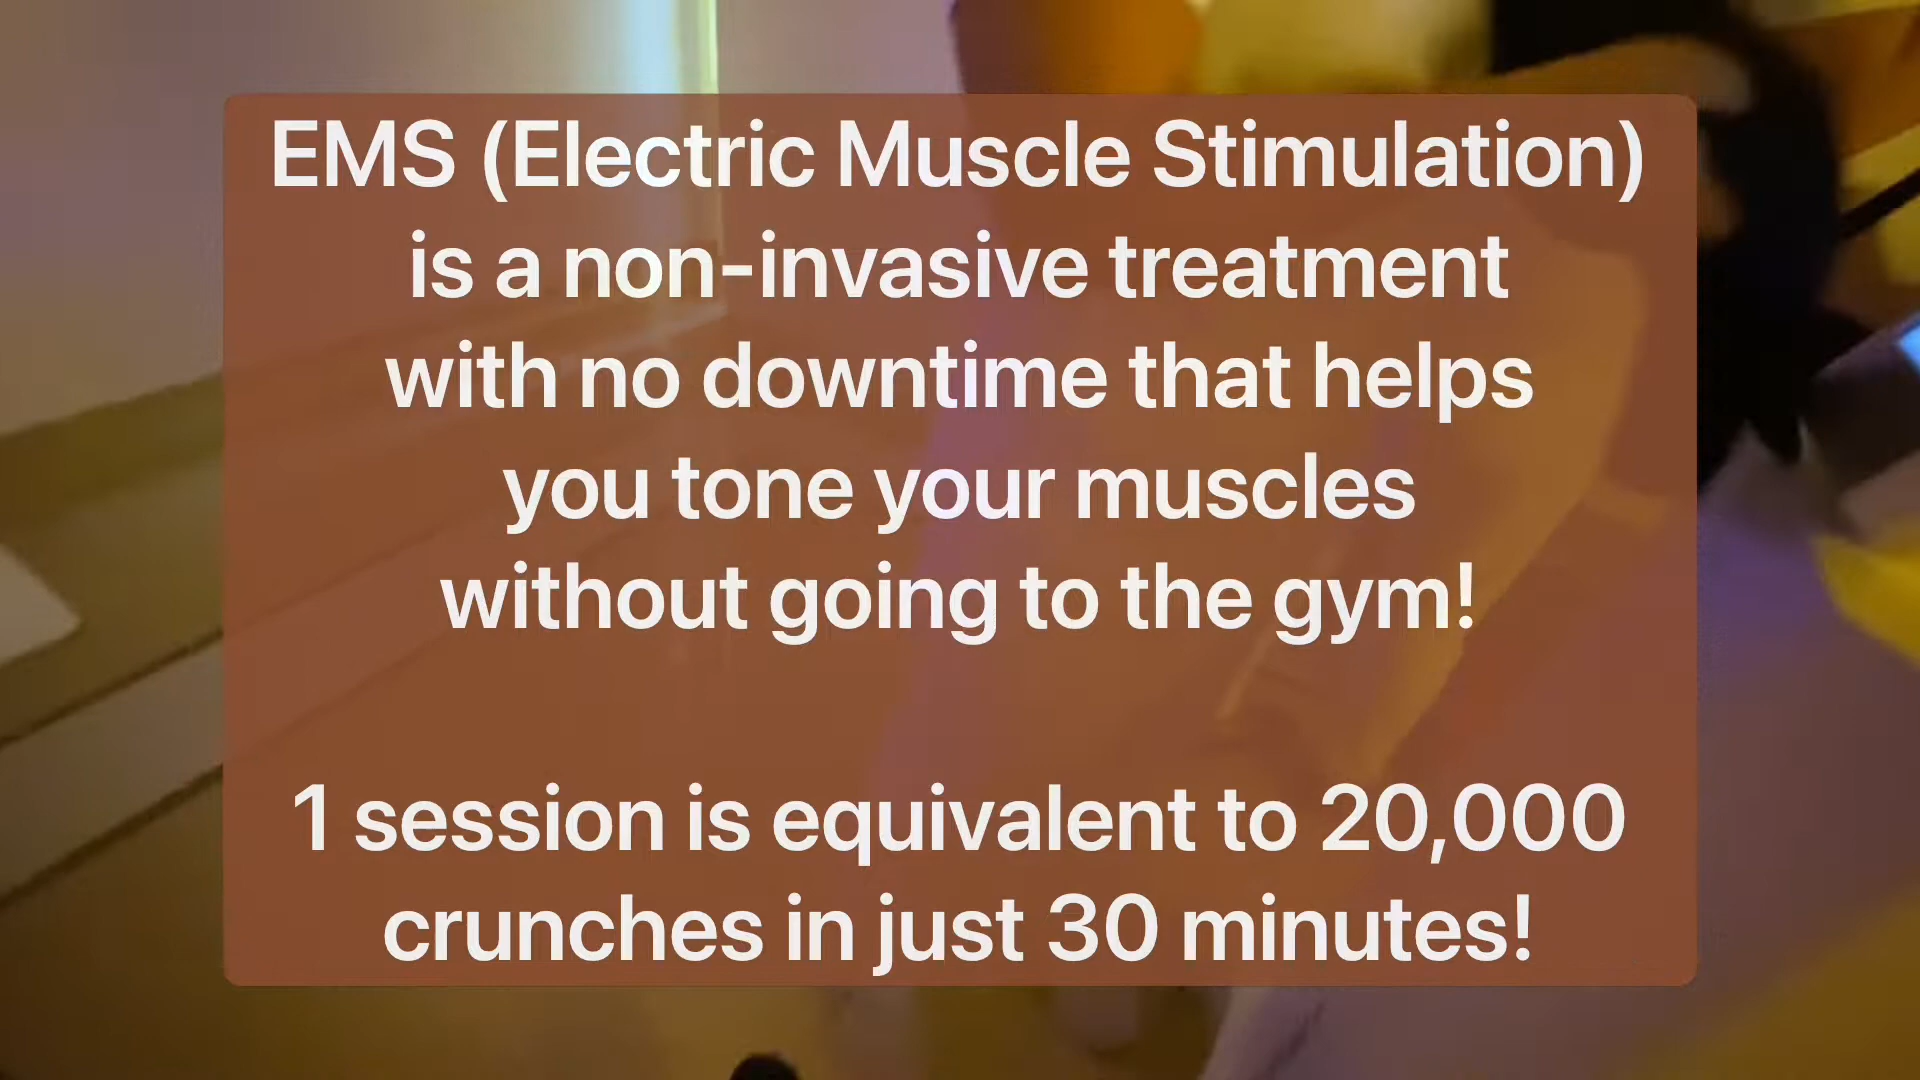 EMS (Electric Muscle Stimulation)
is a non-invasive treatment
with no downtime that helps
you tone your muscles
without going to the gym!
1 session is equivalent to 20,000
crunches in just 30 minutes!